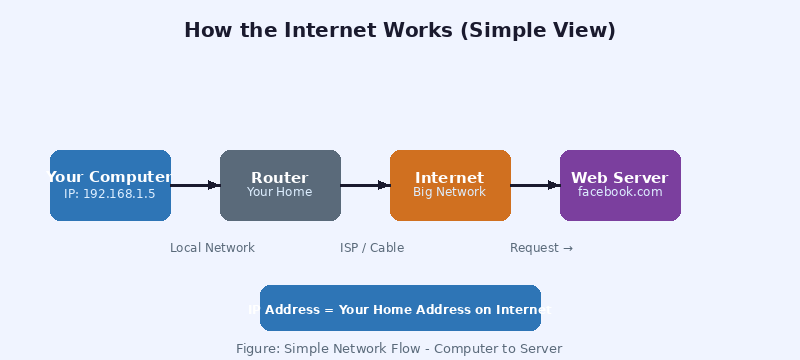 How the Internet Works (Simple View)
Your Computer
IP: 192.168.1.5
Router
Your Home
Internet
Big Network
Web Server
facebook.com
Local Network
ISP / Cable
Request →
IP Address = Your Home Address on Internet
Figure: Simple Network Flow - Computer to Server